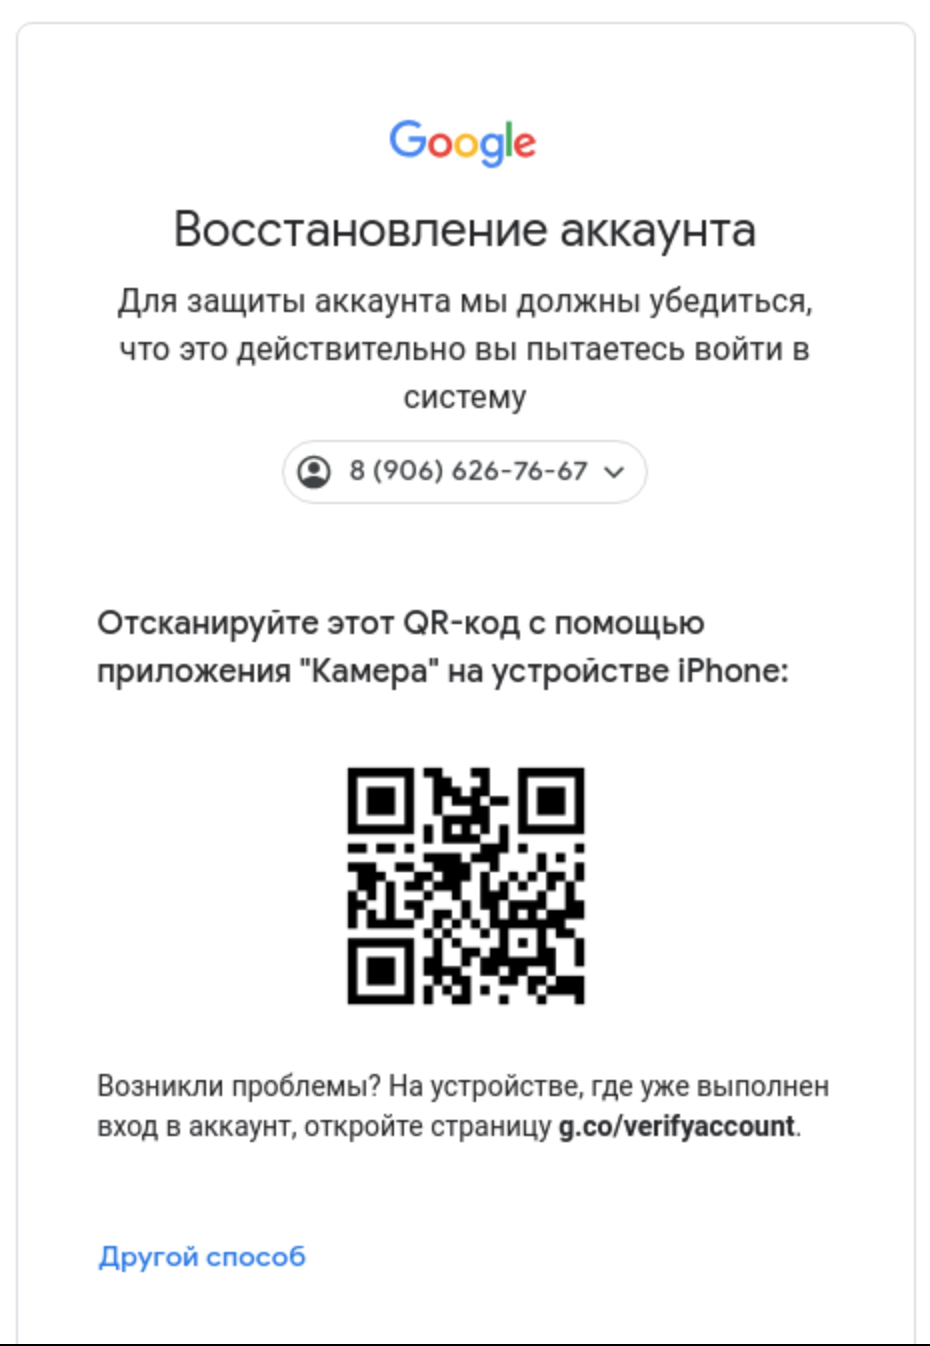 Google
Восстановление аккаунта
Для защиты аккаунта мы должны убедиться,
что это действительно вы пытаетесь войти в
систему
8 (906) 626-76-67
Отсканируйте этот QR-код с помощью
приложения "Камера" на устройстве iPhone:
Возникли проблемы? На устройстве, где уже выполнен
вход в аккаунт, откройте страницу g.co/verifyaccount.
Другой способ